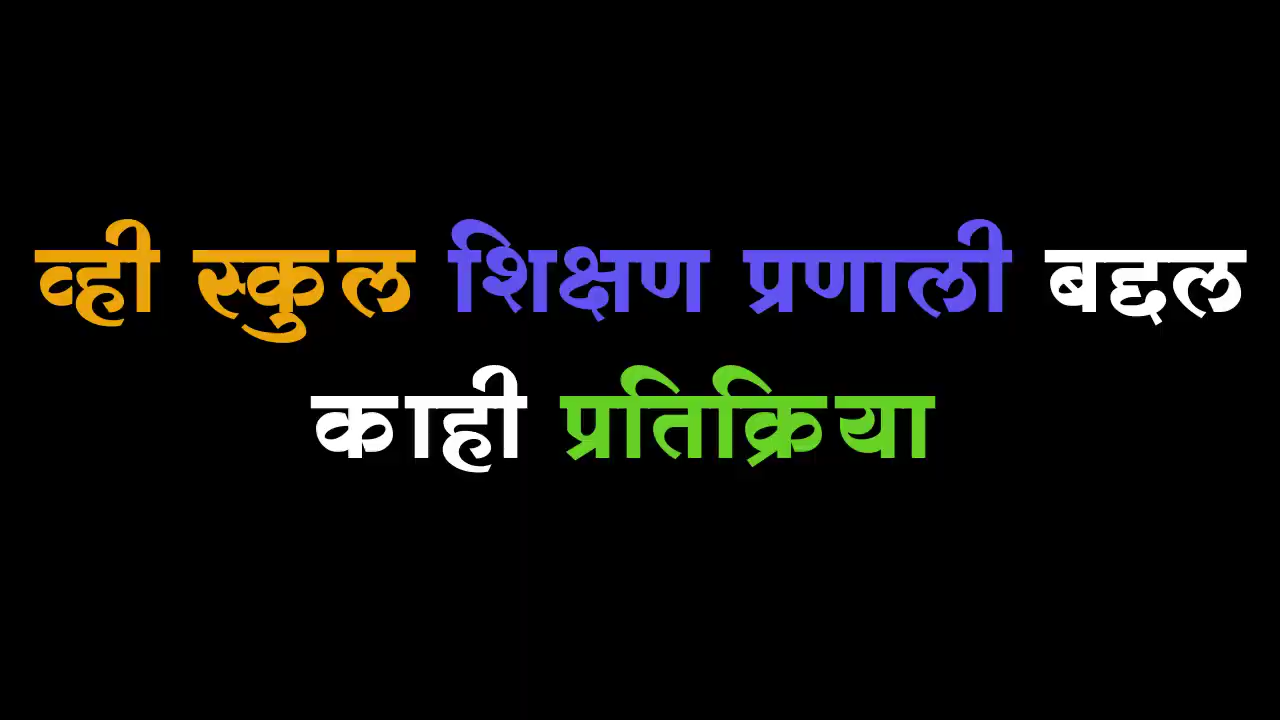 व्ही स्कुल शिक्षण प्रणाली बद्दल
काही प्रतिक्रिया